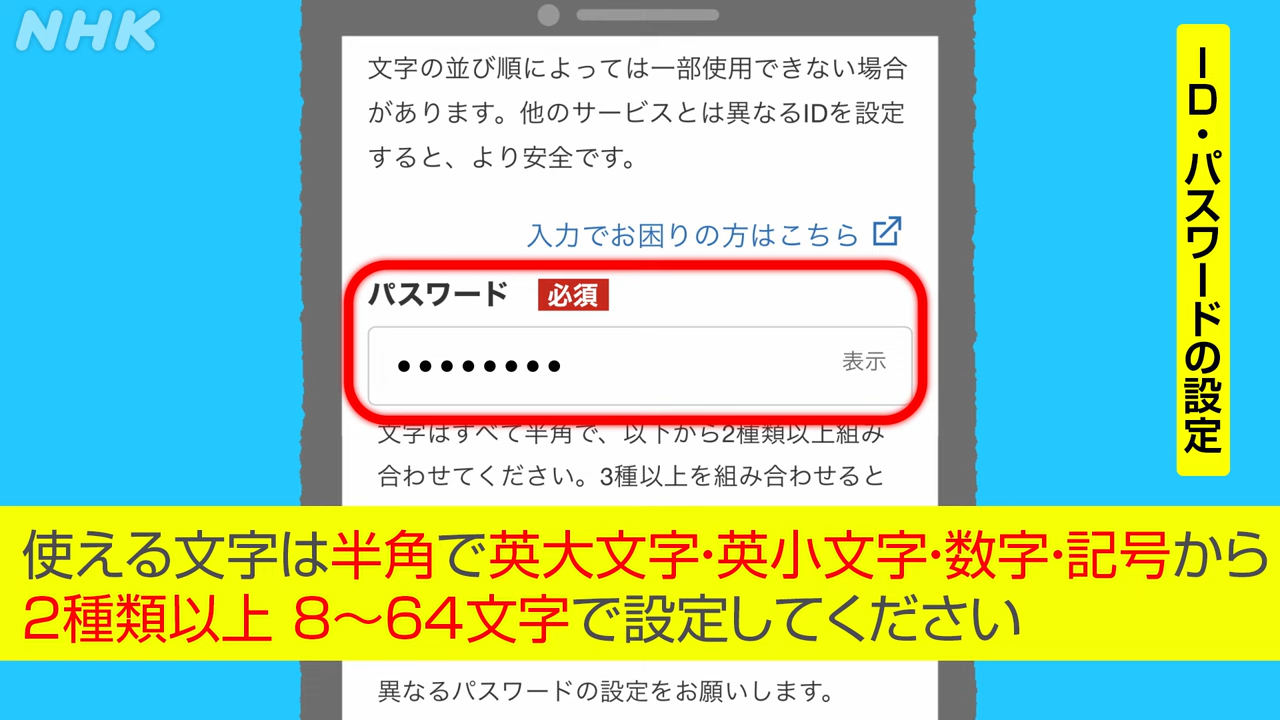 NHK
ID・パスワードの設定
文字の並び順によっては一部使用できない場合
があります。他のサービスとは異なるIDを設定
すると、より安全です。
入力でお困りの方はこちら
パスワード 必須
●●●●●●●● 表示
文字はすべて半角で、以下から2種類以上組み
合わせてください。3種以上を組み合わせると
使える文字は半角で英大文字・英小文字・数字・記号から
2種類以上 8～64文字で設定してください
異なるパスワードの設定をお願いします。